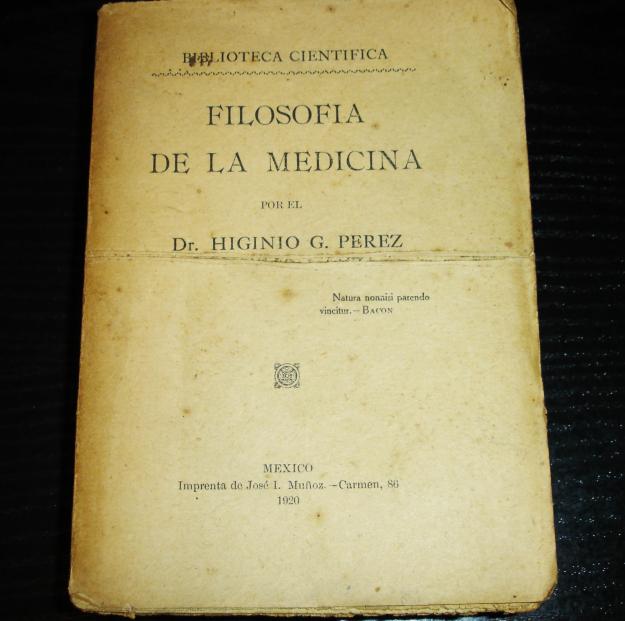 BIBLIOTECA CIENTIFICA
FILOSOFIA
DE LA MEDICINA
POR EL
Dr. HIGINIO G. PEREZ
Natura nonnisi parendo
vincitur.—BACON
MEXICO
Imprenta de José I. Muñoz.—Carmen, 86
1920